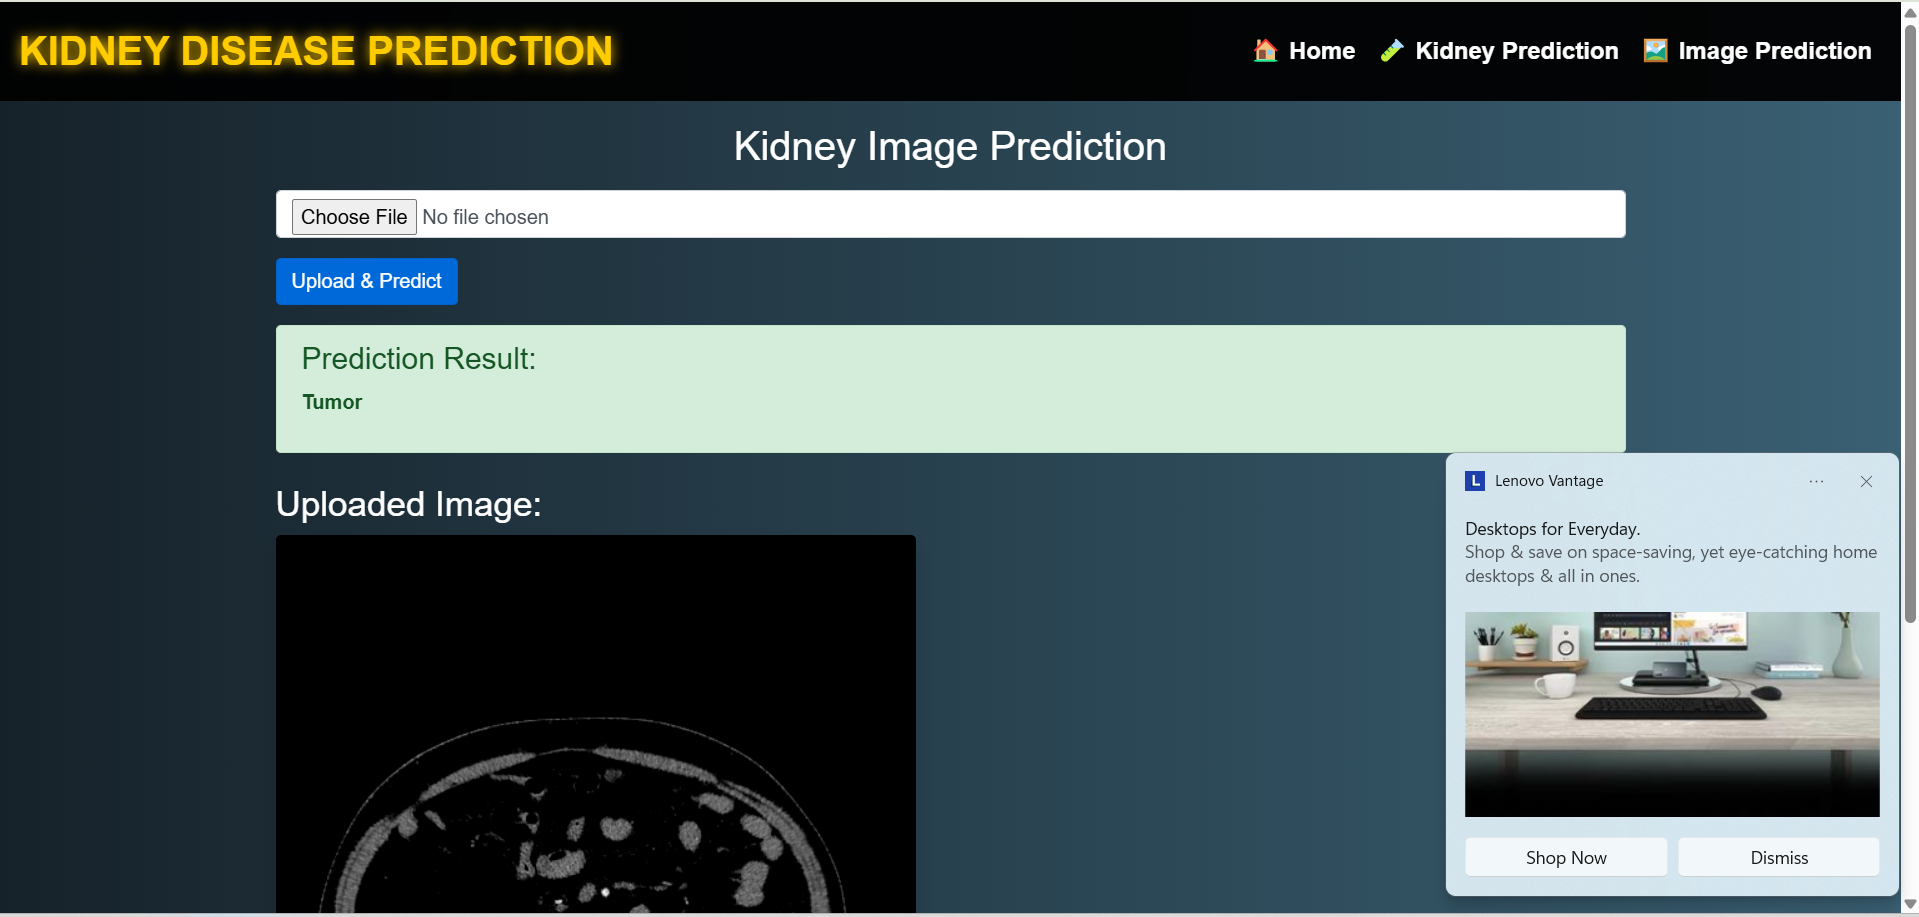 KIDNEY DISEASE PREDICTION
Home
Kidney Prediction
Image Prediction
Kidney Image Prediction
Choose File No file chosen
Upload & Predict
Prediction Result:
Tumor
Uploaded Image:
L Lenovo Vantage
Desktops for Everyday.
Shop & save on space-saving, yet eye-catching home
desktops & all in ones.
Shop Now
Dismiss